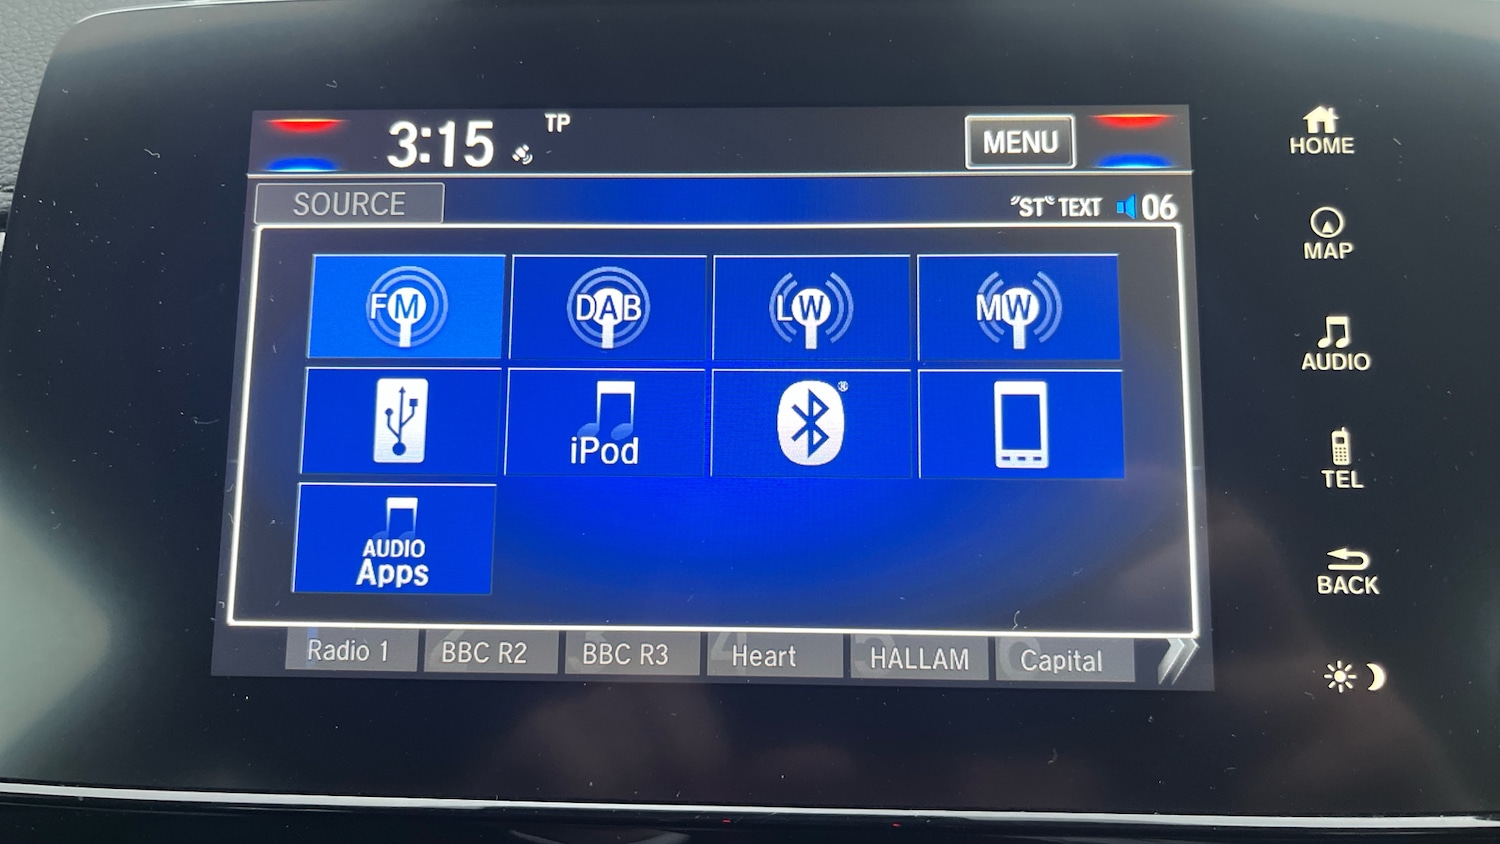 3:15 TP
MENU
SOURCE
"ST" TEXT 06
FM DAB LW MW
iPod ®
AUDIO
Apps
Radio 1 BBC R2 BBC R3 Heart HALLAM Capital
HOME
MAP
AUDIO
TEL
BACK